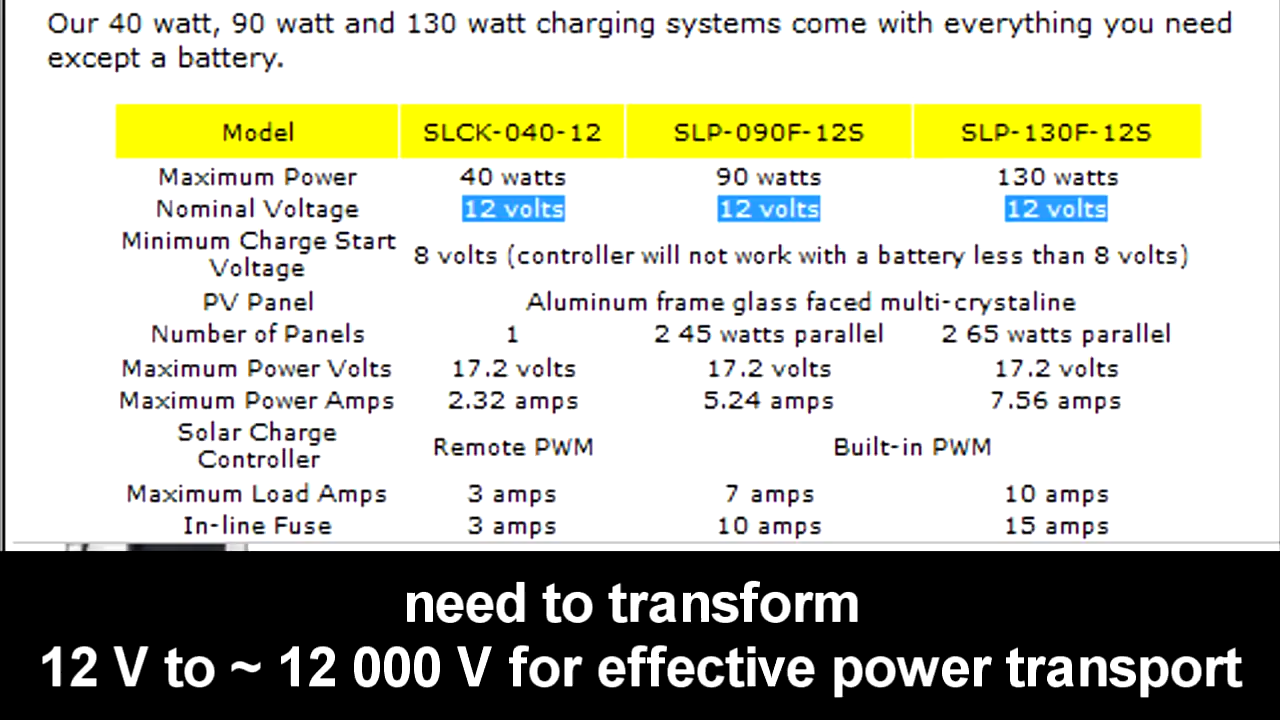 Our 40 watt, 90 watt and 130 watt charging systems come with everything you need
except a battery.
Model SLCK-040-12 SLP-090F-12S SLP-130F-12S
Maximum Power 40 watts 90 watts 130 watts
Nominal Voltage 12 volts 12 volts 12 volts
Minimum Charge Start
Voltage 8 volts (controller will not work with a battery less than 8 volts)
PV Panel Aluminum frame glass faced multi-crystaline
Number of Panels 1 2 45 watts parallel 2 65 watts parallel
Maximum Power Volts 17.2 volts 17.2 volts 17.2 volts
Maximum Power Amps 2.32 amps 5.24 amps 7.56 amps
Solar Charge
Controller Remote PWM Built-in PWM
Maximum Load Amps 3 amps 7 amps 10 amps
In-line Fuse 3 amps 10 amps 15 amps
need to transform
12 V to ~ 12 000 V for effective power transport